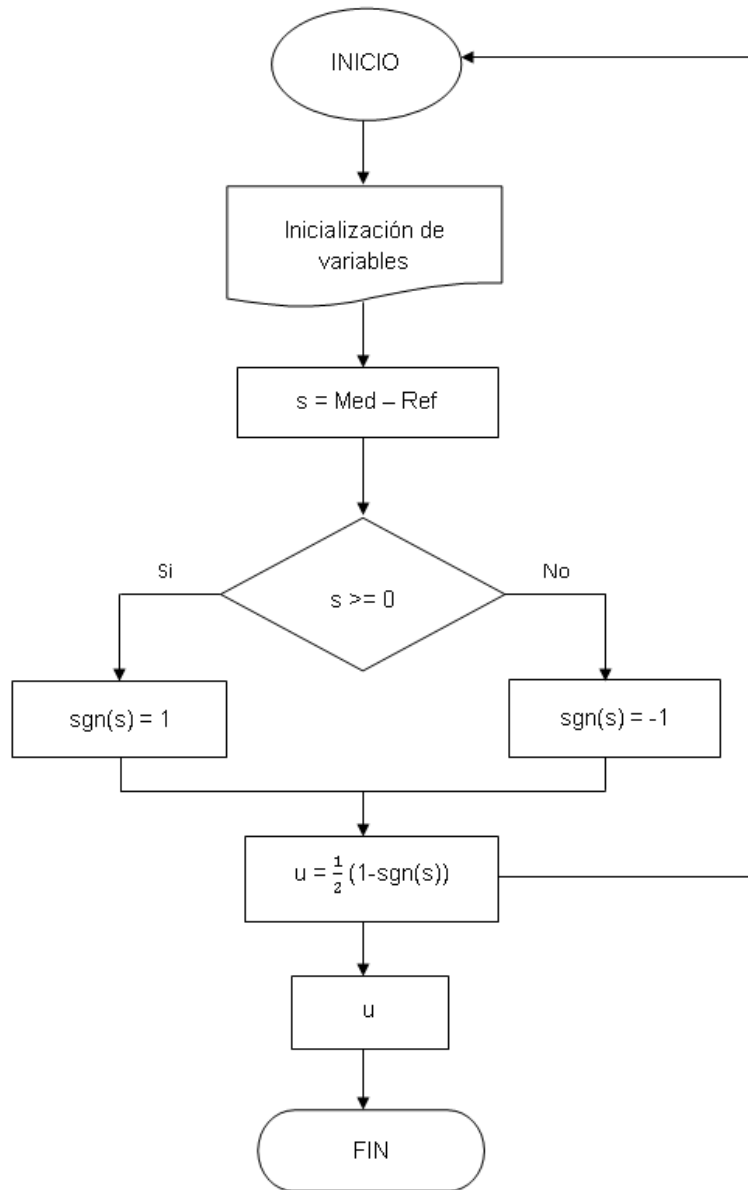 INICIO
Inicialización de
variables
s = Med – Ref
Si
No
s >= 0
sgn(s) = 1
sgn(s) = -1
u = 1/2 (1-sgn(s))
u
FIN